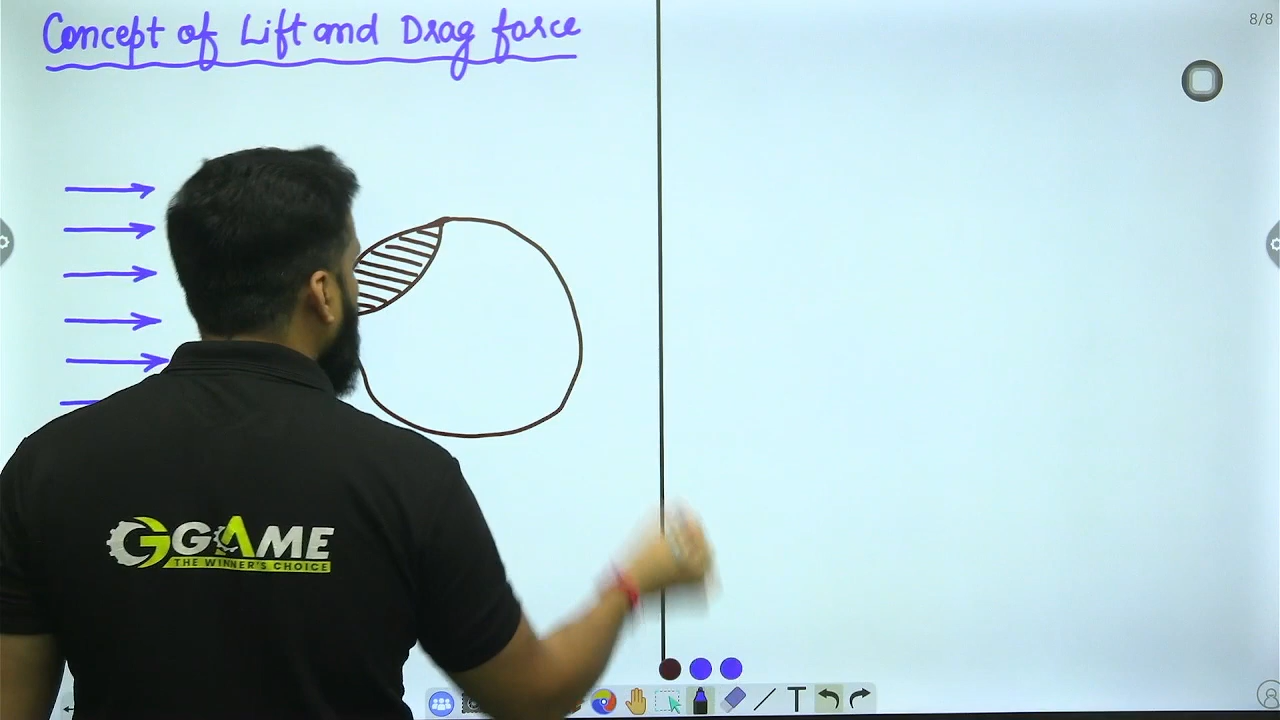 Concept of Lift and Drag force
8/8
GGAME
THE WINNER'S CHOICE
T